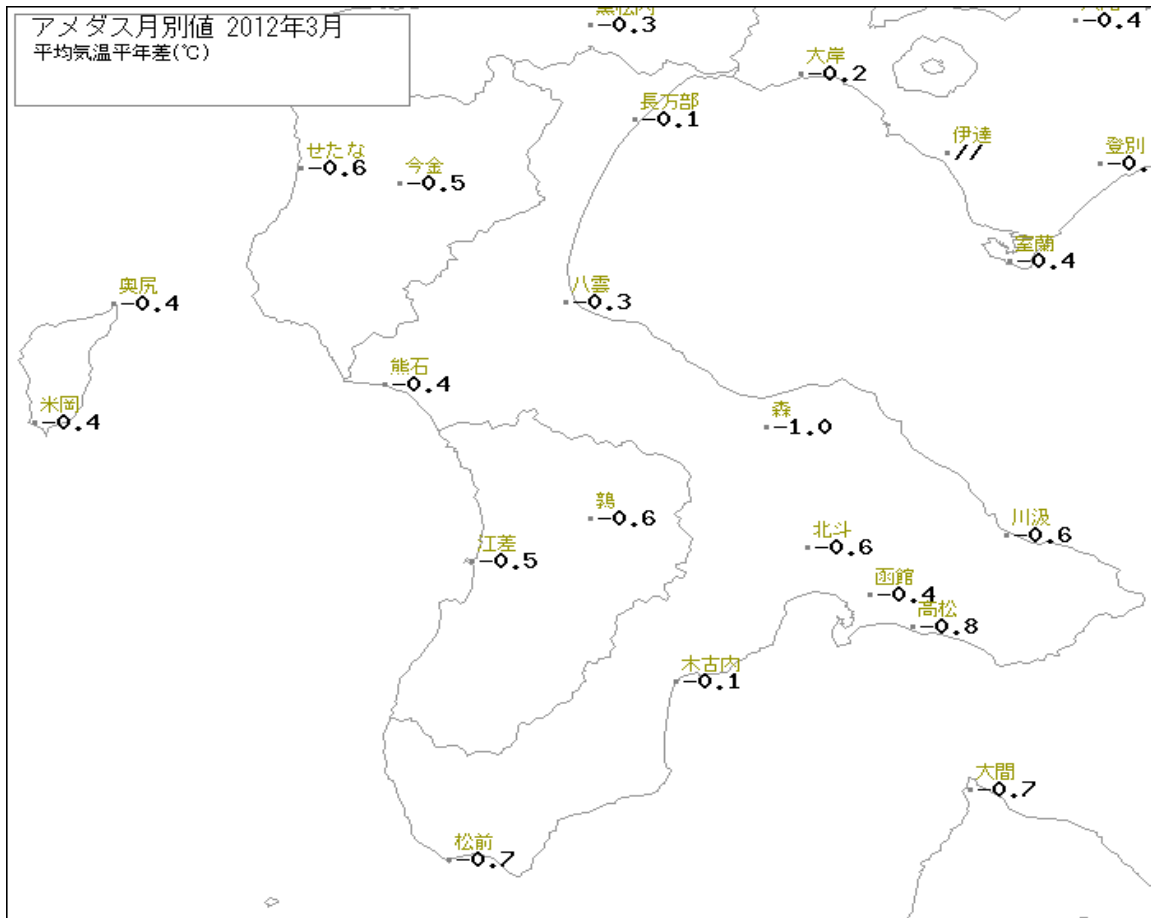 アメダス月別値 2012年3月
平均気温平年差(℃)
黒松内
-0.3
-0.4
大岸
-0.2
長万部
-0.1
伊達
//
登別
-0.
せたな
-0.6
今金
-0.5
室蘭
-0.4
奥尻
-0.4
八雲
-0.3
熊石
-0.4
米岡
-0.4
森
-1.0
鶉
-0.6
川汲
-0.6
北斗
-0.6
江差
-0.5
函館
-0.4
高松
-0.8
木古内
-0.1
大間
-0.7
松前
-0.7